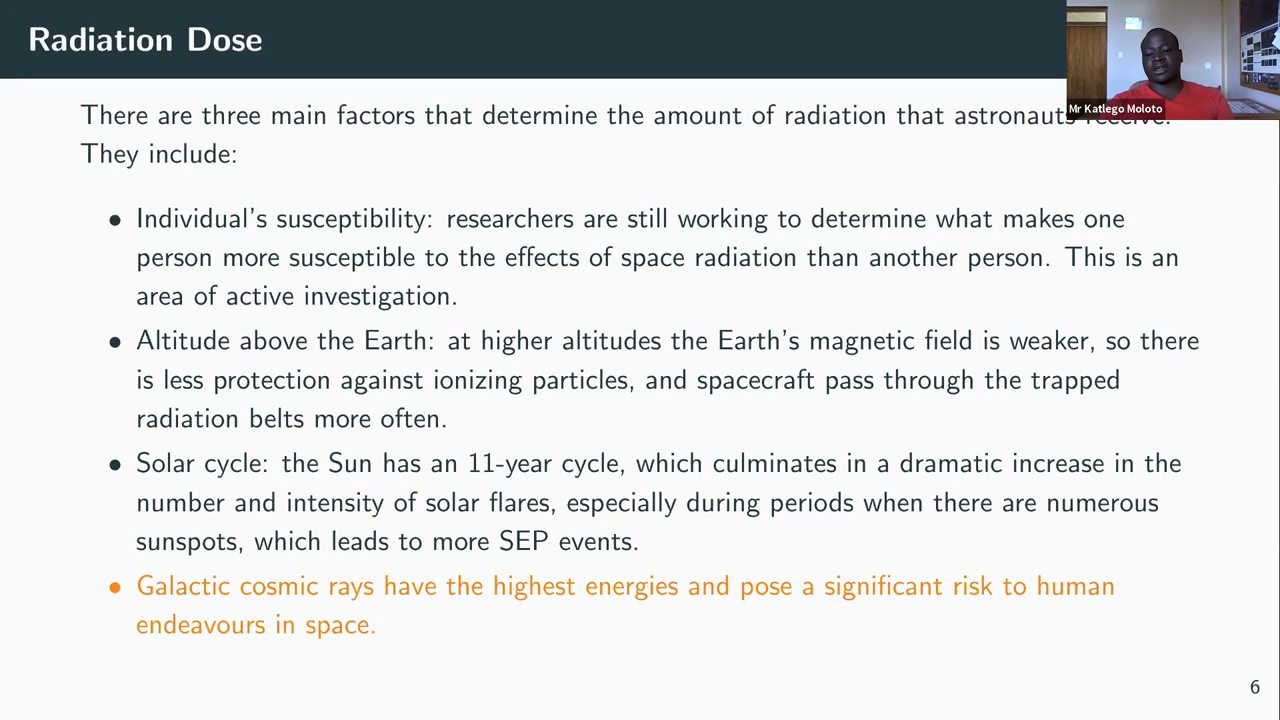 Radiation Dose
Mr Katlego Moloto
There are three main factors that determine the amount of radiation that astronauts receive.
They include:
• Individual's susceptibility: researchers are still working to determine what makes one
person more susceptible to the effects of space radiation than another person. This is an
area of active investigation.
• Altitude above the Earth: at higher altitudes the Earth's magnetic field is weaker, so there
is less protection against ionizing particles, and spacecraft pass through the trapped
radiation belts more often.
• Solar cycle: the Sun has an 11-year cycle, which culminates in a dramatic increase in the
number and intensity of solar flares, especially during periods when there are numerous
sunspots, which leads to more SEP events.
• Galactic cosmic rays have the highest energies and pose a significant risk to human
endeavours in space.
6